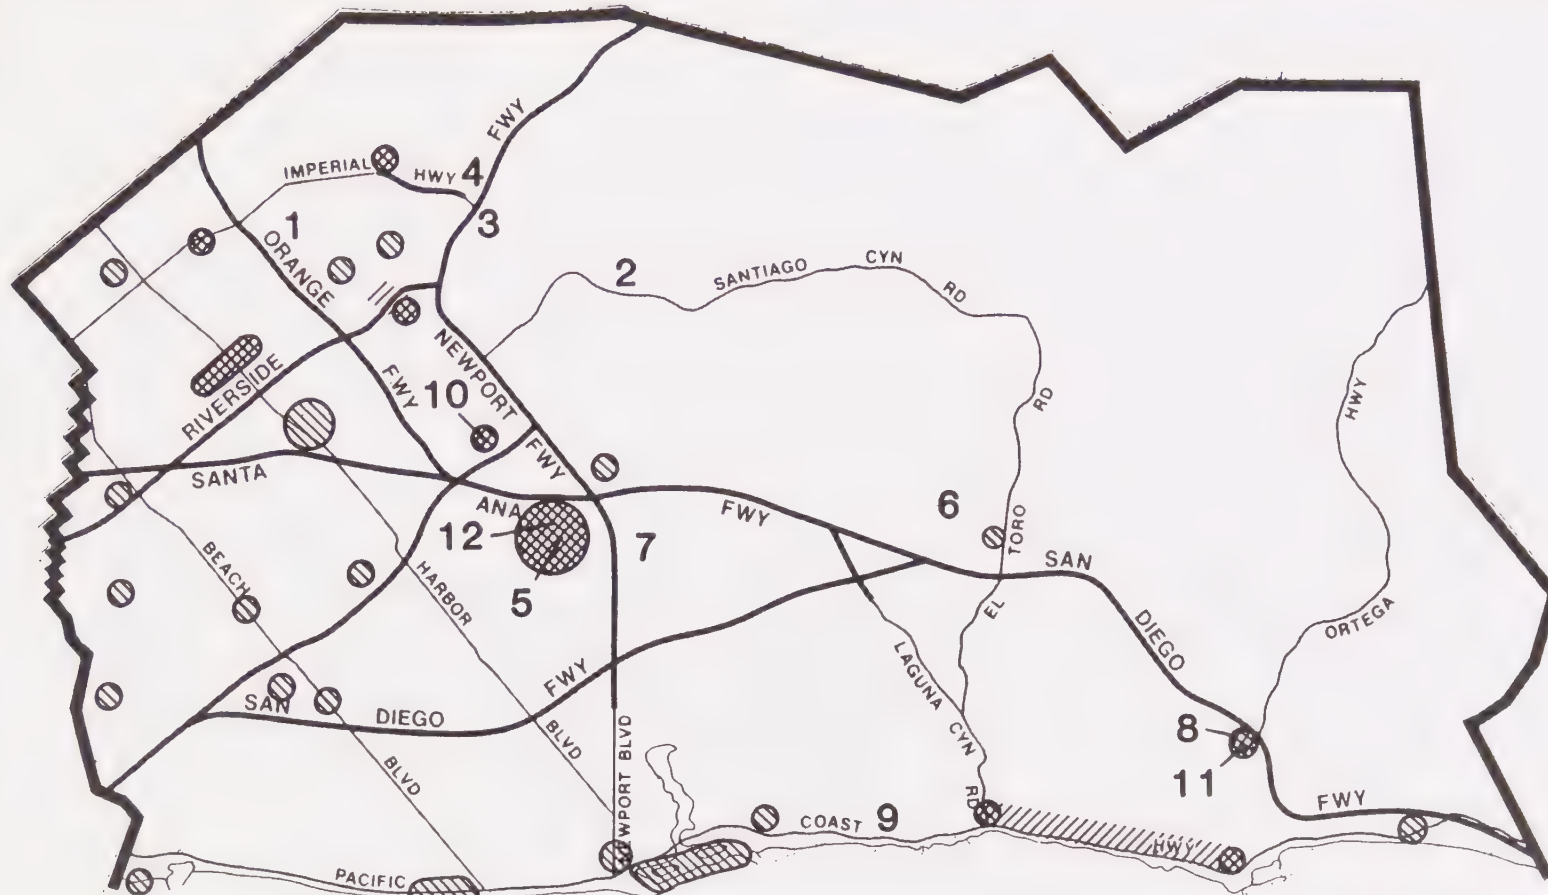 FWY
IMPERIAL
HWY
4
1
3
ORANGE
2
SANTIAGO
CYN
RD
NEWPORT
RIVERSIDE
FWY
10
RD
HWY
FWY
SANTA
ANA
FWY
6
12
7
TORO
SAN
BEACH
HARBOR
5
EL
ORTEGA
DIEGO
FWY
LAGUNA CYN
SAN
DIEGO
8
BLVD
BLVD
11
RD
FWY
COAST
9
HWY
PACIFIC